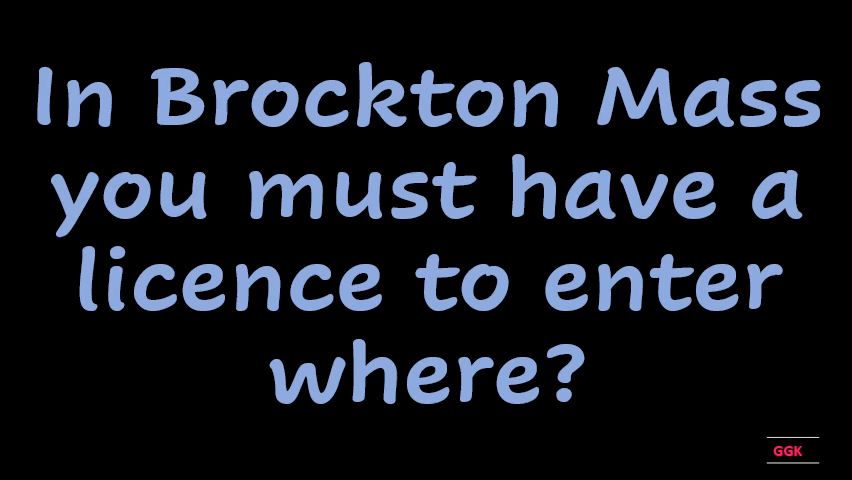 In Brockton Mass
you must have a
licence to enter
where?
GGK